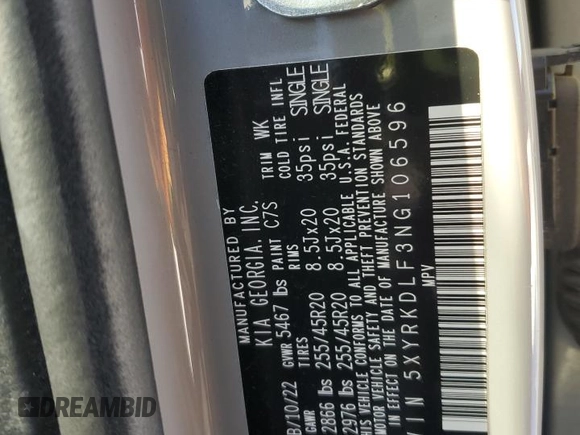 MANUFACTURED BY
KIA GEORGIA, INC.
/10/22 GVWR 5467 lbs PAINT C7S TRIM WK
GAWR TIRES RIMS COLD TIRE INFL
2866 lbs 255/45R20 8.5Jx20 35psi SINGLE
2976 lbs 255/45R20 8.5Jx20 35psi SINGLE
THIS VEHICLE CONFORMS TO ALL APPLICABLE U.S.A. FEDERAL
MOTOR VEHICLE SAFETY AND THEFT PREVENTION STANDARDS
IN EFFECT ON THE DATE OF MANUFACTURE SHOWN ABOVE
VIN 5XYRKDLF3NG106596
MPV
DREAMBID